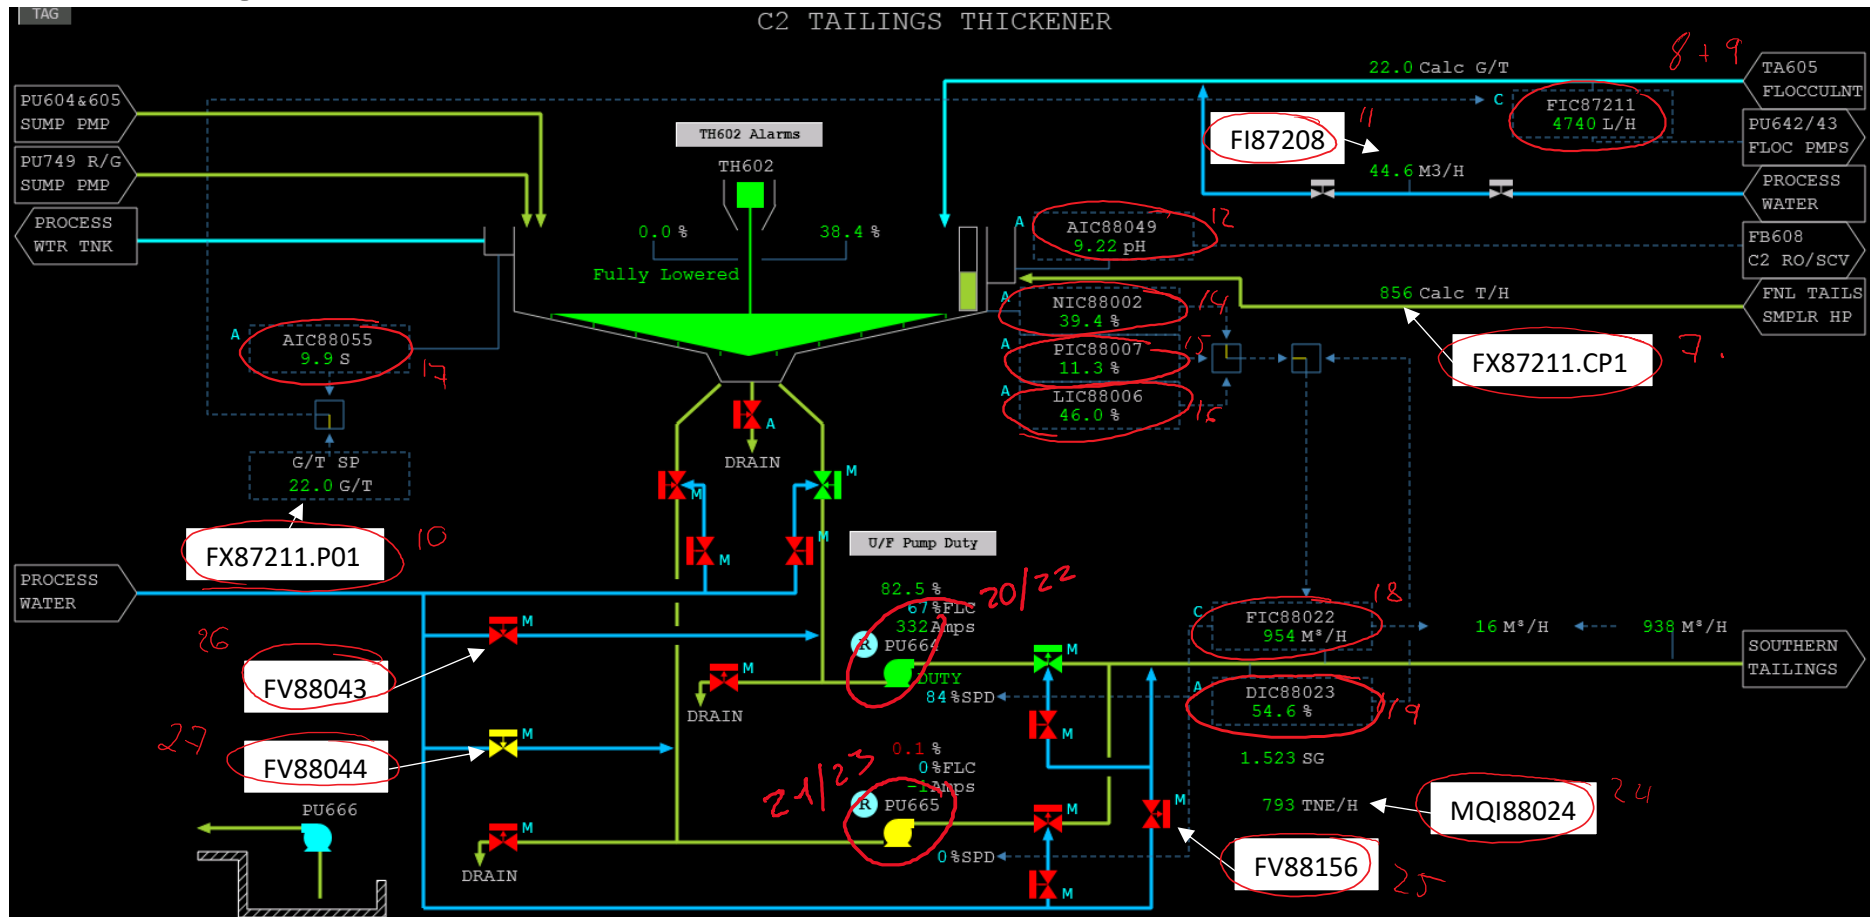 TAG
C2 TAILINGS THICKENER
8+9
22.0 Calc G/T
TA605
FLOCCULNT
PU604&605
SUMP PMP
C
FIC87211
4740 L/H
TH602 Alarms
FI87208
11
PU642/43
FLOC PMPS
PU749 R/G
SUMP PMP
TH602
44.6 M3/H
PROCESS
WATER
PROCESS
WTR TNK
0.0 %
38.4 %
A
AIC88049
9.22 pH
12
FB608
C2 RO/SCV
Fully Lowered
856 Calc T/H
FNL TAILS
SMPLR HP
A
NIC88002
39.4 %
14
A
AIC88055
9.9 S
17
A
PIC88007
11.3 %
15
FX87211.CP1
7.
A
LIC88006
46.0 %
16
A
DRAIN
G/T SP
22.0 G/T
M
M
FX87211.P01
10
U/F Pump Duty
M
M
PROCESS
WATER
82.5 %
67 %FLC
332 Amps
20/22
R PU664
DUTY
84 %SPD
C
FIC88022
954 M³/H
18
16 M³/H
938 M³/H
SOUTHERN
TAILINGS
26
M
FV88043
M
DRAIN
A
DIC88023
54.6 %
19
M
M
27
FV88044
M
1.523 SG
0.1 %
0 %FLC
-1 Amps
21/23
R PU665
M
M
793 TNE/H
MQI88024
24
PU666
M
DRAIN
0 %SPD
FV88156
25
M